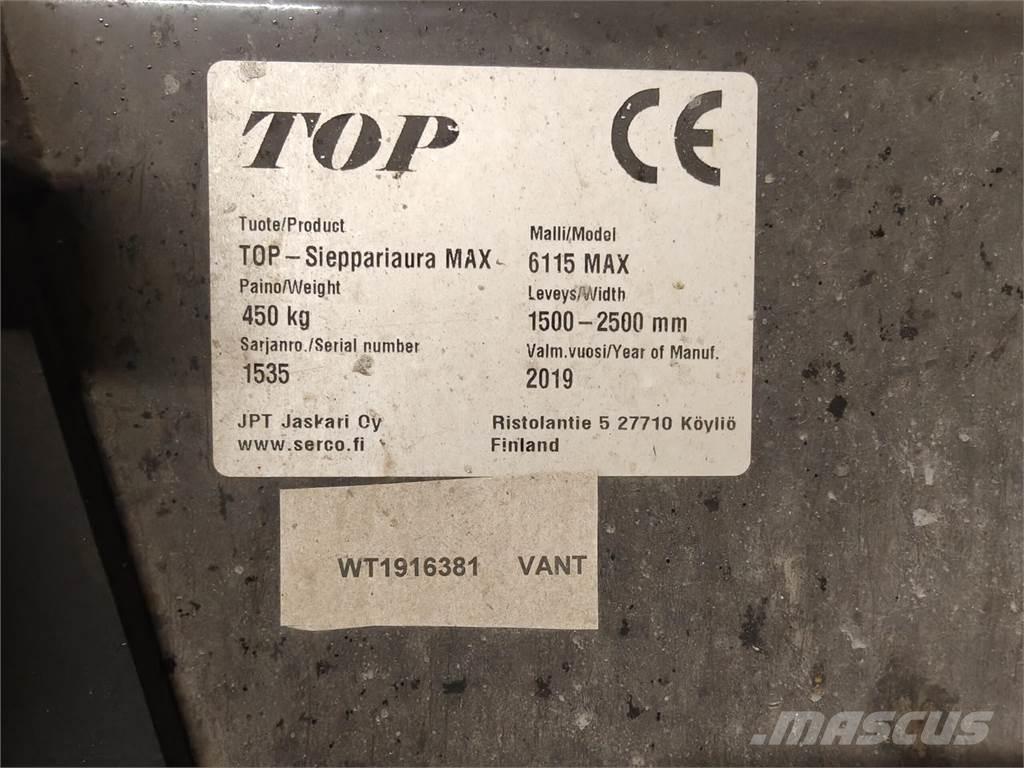 TOP CE
Tuote/Product
TOP – Sieppariaura MAX
Paino/Weight
450 kg
Sarjanro./Serial number
1535
Malli/Model
6115 MAX
Leveys/Width
1500 – 2500 mm
Valm.vuosi/Year of Manuf.
2019
JPT Jaskari Oy
www.serco.fi
Ristolantie 5 27710 Köyliö
Finland
WT1916381 VANT
MASCUS